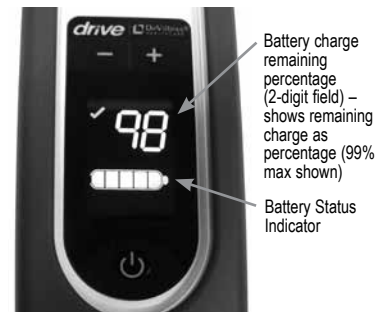 drive DeVilbiss
HEALTHCARE
− +
98
Battery charge
remaining
percentage
(2-digit field) –
shows remaining
charge as
percentage (99%
max shown)
Battery Status
Indicator